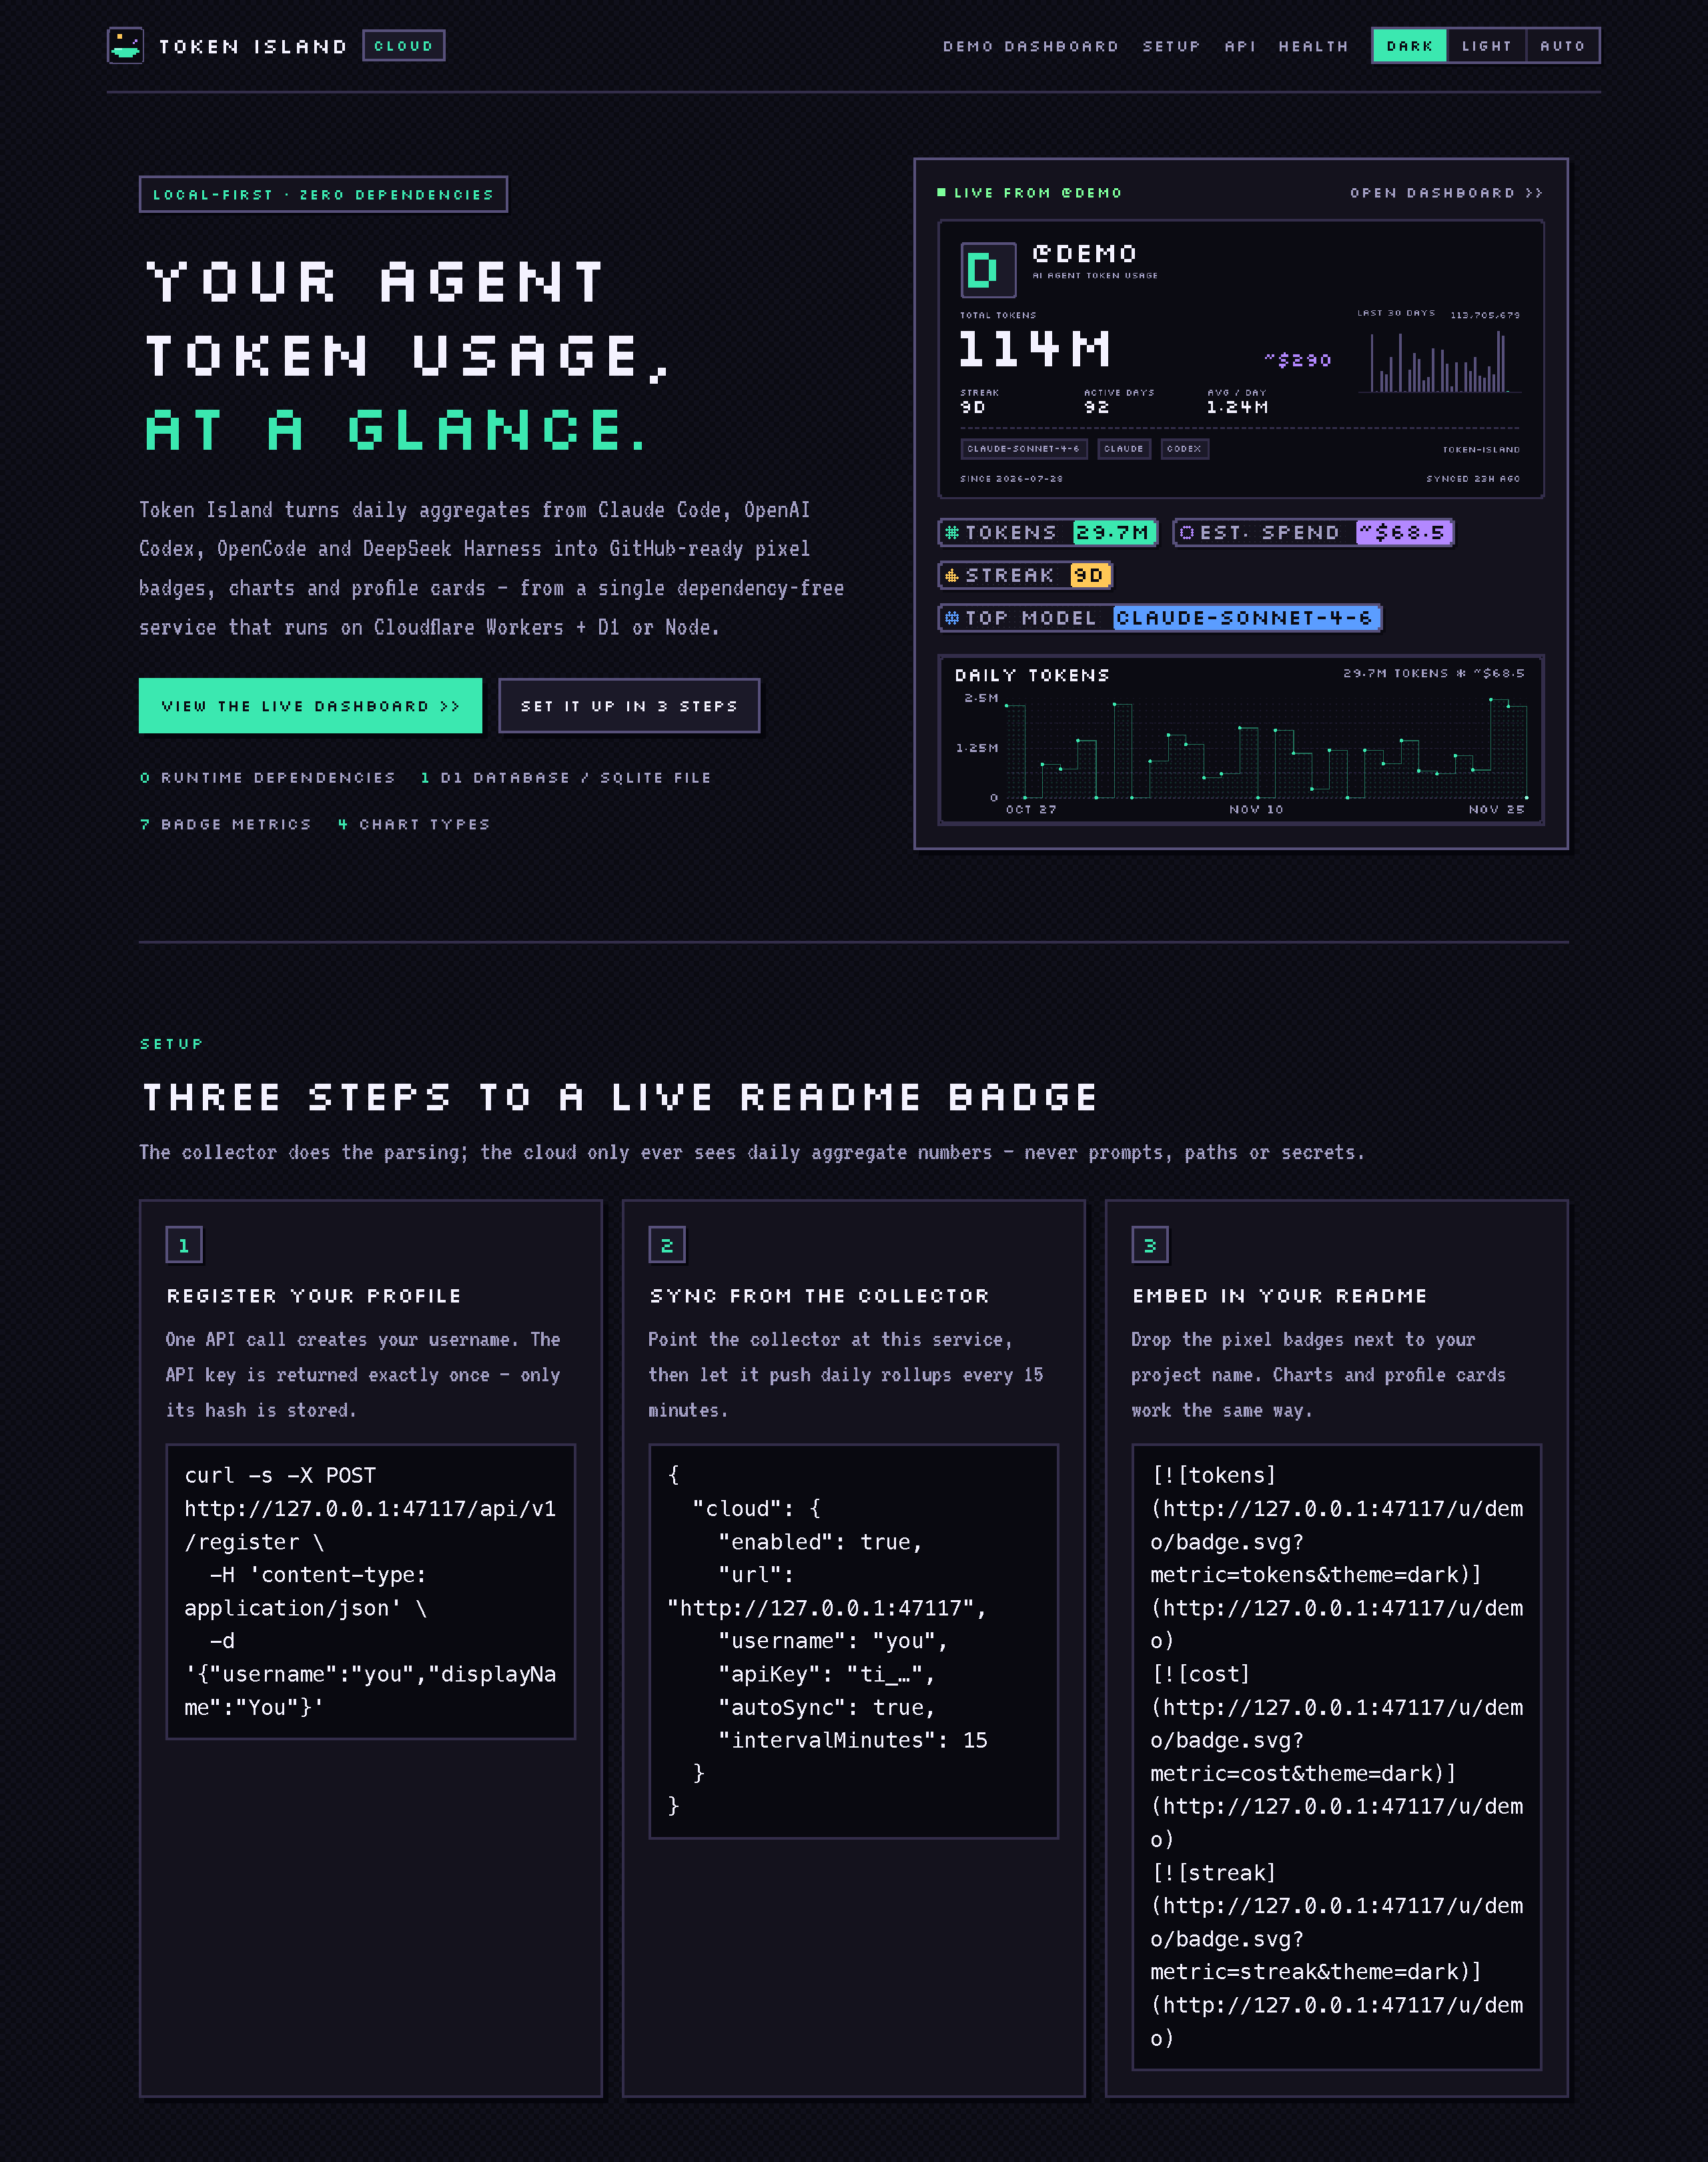 TOKEN ISLAND CLOUD
DEMO DASHBOARD SETUP API HEALTH DARK LIGHT AUTO
LOCAL-FIRST · ZERO DEPENDENCIES
YOUR AGENT
TOKEN USAGE,
AT A GLANCE.
Token Island turns daily aggregates from Claude Code, OpenAI
Codex, OpenCode and DeepSeek Harness into GitHub-ready pixel
badges, charts and profile cards – from a single dependency-free
service that runs on Cloudflare Workers + D1 or Node.
VIEW THE LIVE DASHBOARD >>
SET IT UP IN 3 STEPS
0 RUNTIME DEPENDENCIES 1 D1 DATABASE / SQLITE FILE
7 BADGE METRICS 4 CHART TYPES
LIVE FROM @DEMO
OPEN DASHBOARD >>
D
@DEMO
AI AGENT TOKEN USAGE
TOTAL TOKENS
114M
~$290
LAST 30 DAYS 113,705,679
STREAK ACTIVE DAYS AVG / DAY
9D 92 1.24M
CLAUDE-SONNET-4-6 CLAUDE CODEX
TOKEN-ISLAND
SINCE 2026-07-28
SYNCED 23H AGO
TOKENS 29.7M
EST. SPEND ~$68.5
STREAK 9D
TOP MODEL CLAUDE-SONNET-4-6
DAILY TOKENS
29.7M TOKENS * ~$68.5
2.5M
1.25M
0
OCT 27 NOV 10 NOV 25
SETUP
THREE STEPS TO A LIVE README BADGE
The collector does the parsing; the cloud only ever sees daily aggregate numbers – never prompts, paths or secrets.
1
REGISTER YOUR PROFILE
One API call creates your username. The
API key is returned exactly once – only
its hash is stored.
curl -s -X POST
http://127.0.0.1:47117/api/v1
/register \
-H 'content-type:
application/json' \
-d
'{"username":"you","displayNa
me":"You"}'
2
SYNC FROM THE COLLECTOR
Point the collector at this service,
then let it push daily rollups every 15
minutes.
{
"cloud": {
"enabled": true,
"url":
"http://127.0.0.1:47117",
"username": "you",
"apiKey": "ti_…",
"autoSync": true,
"intervalMinutes": 15
}
}
3
EMBED IN YOUR README
Drop the pixel badges next to your
project name. Charts and profile cards
work the same way.
[![tokens]
(http://127.0.0.1:47117/u/dem
o/badge.svg?
metric=tokens&theme=dark)]
(http://127.0.0.1:47117/u/dem
o)
[![cost]
(http://127.0.0.1:47117/u/dem
o/badge.svg?
metric=cost&theme=dark)]
(http://127.0.0.1:47117/u/dem
o)
[![streak]
(http://127.0.0.1:47117/u/dem
o/badge.svg?
metric=streak&theme=dark)]
(http://127.0.0.1:47117/u/dem
o)